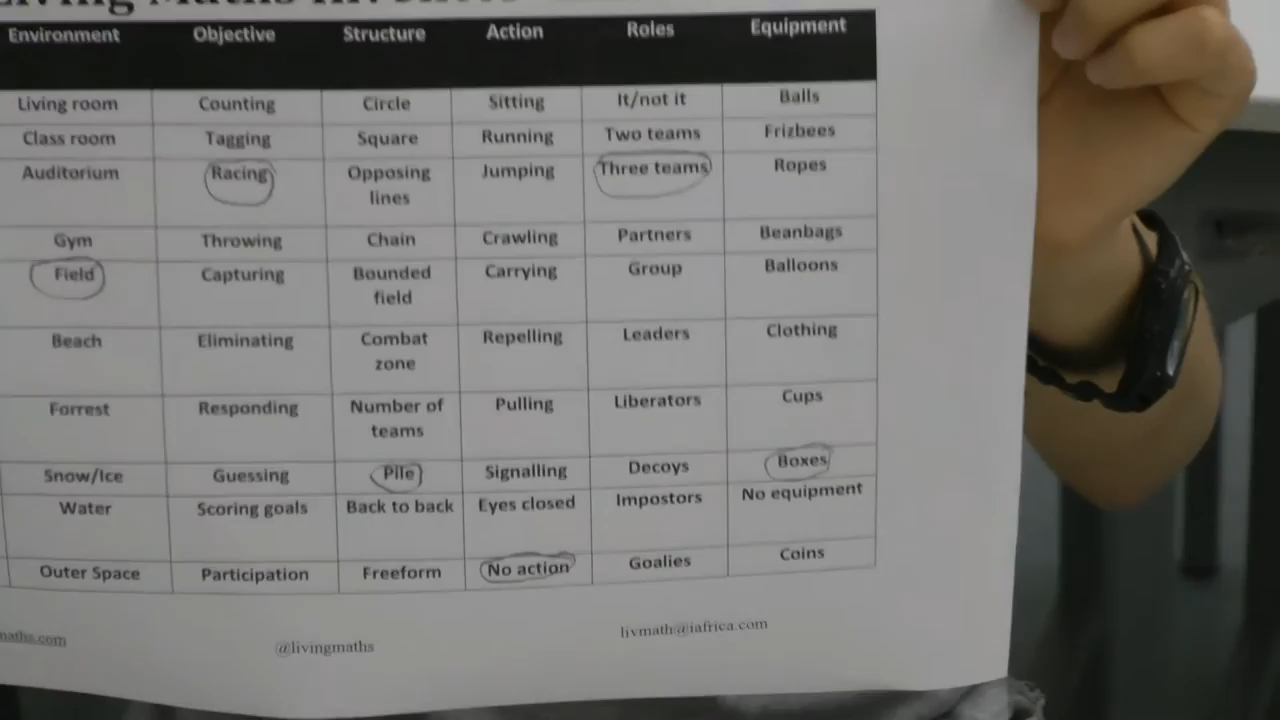 Living Maths
Environment Objective Structure Action Roles Equipment
Living room Counting Circle Sitting It/not it Balls
Class room Tagging Square Running Two teams Frizbees
Auditorium Racing Opposing lines Jumping Three teams Ropes
Gym Throwing Chain Crawling Partners Beanbags
Field Capturing Bounded field Carrying Group Balloons
Beach Eliminating Combat zone Repelling Leaders Clothing
Forrest Responding Number of teams Pulling Liberators Cups
Snow/Ice Guessing Pile Signalling Decoys Boxes
Water Scoring goals Back to back Eyes closed Impostors No equipment
Outer Space Participation Freeform No action Goalies Coins
maths.com @livingmaths livmath@iafrica.com